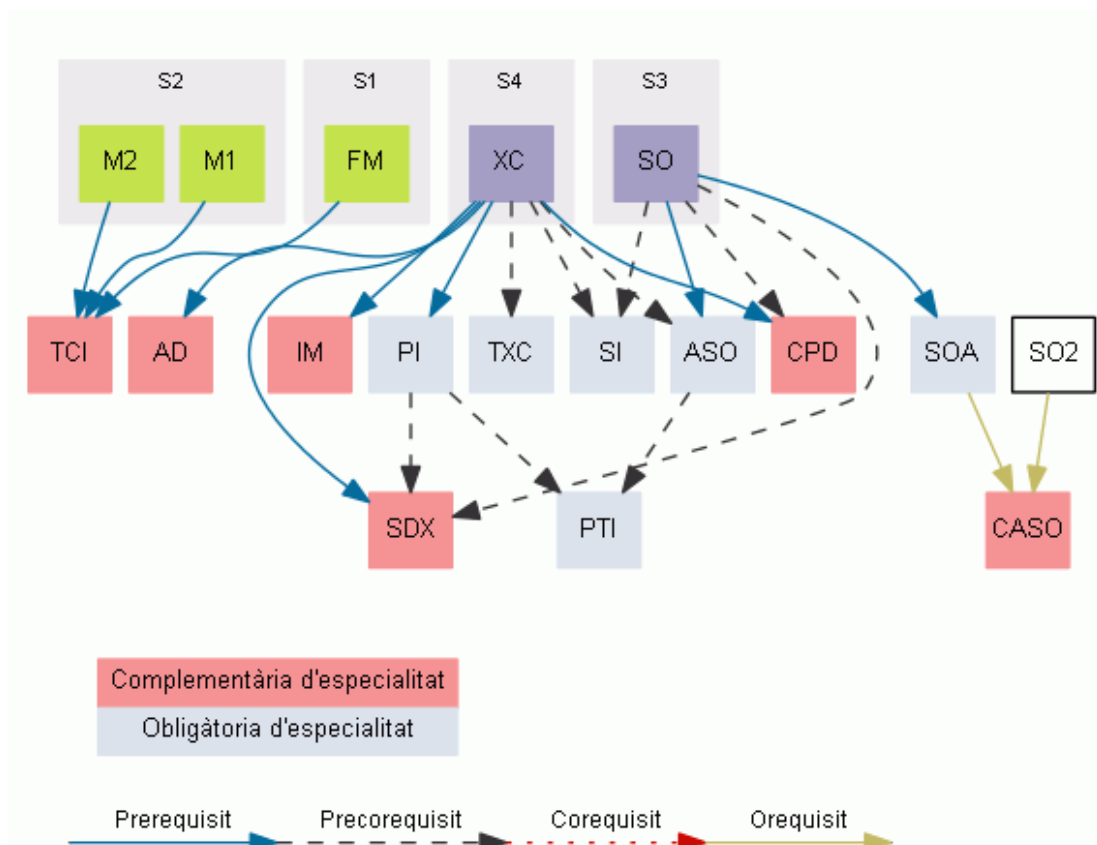 S2 S1 S4 S3
M2 M1 FM XC SO
TCI AD IM PI TXC SI ASO CPD SOA SO2
SDX PTI CASO
Complementària d'especialitat
Obligàtoria d'especialitat
Prerequisit Precorequisit Corequisit Orequisit